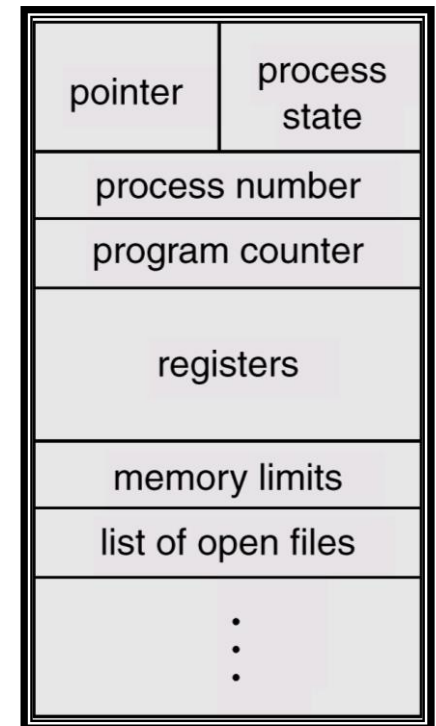 pointer
process
state
process number
program counter
registers
memory limits
list of open files
.
.
.